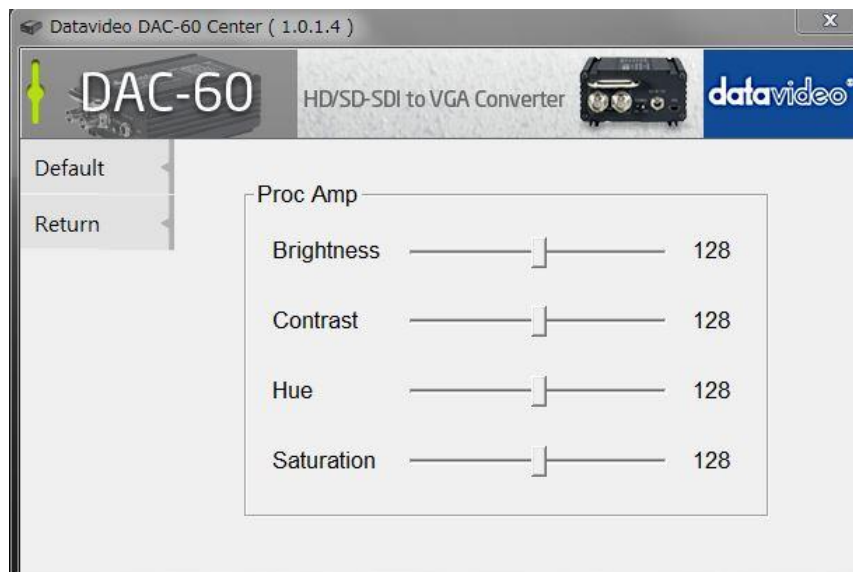 Datavideo DAC-60 Center ( 1.0.1.4 )
X
DAC-60
HD/SD-SDI to VGA Converter
datavideo®
Default
Return
Proc Amp
Brightness 128
Contrast 128
Hue 128
Saturation 128